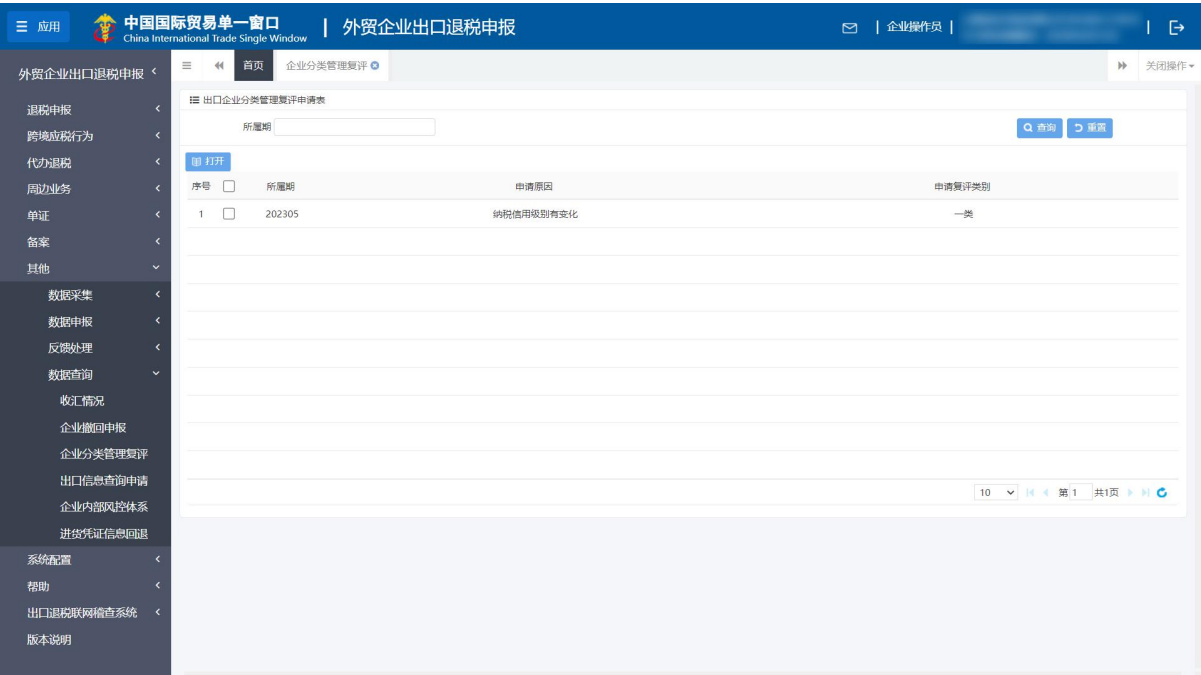 应用
中国国际贸易单一窗口
China International Trade Single Window
外贸企业出口退税申报
企业操作员
外贸企业出口退税申报
首页
企业分类管理复评
关闭操作
退税申报
跨境应税行为
代办退税
周边业务
单证
备案
其他
数据采集
数据申报
反馈处理
数据查询
收汇情况
企业撤回申报
企业分类管理复评
出口信息查询申请
企业内部风控体系
进货凭证信息回退
系统配置
帮助
出口退税联网稽查系统
版本说明
出口企业分类管理复评申请表
所属期
查询
重置
打开
序号 所属期 申请原因 申请复评类别
1 202305 纳税信用级别有变化 一类
10 第 1 共1页